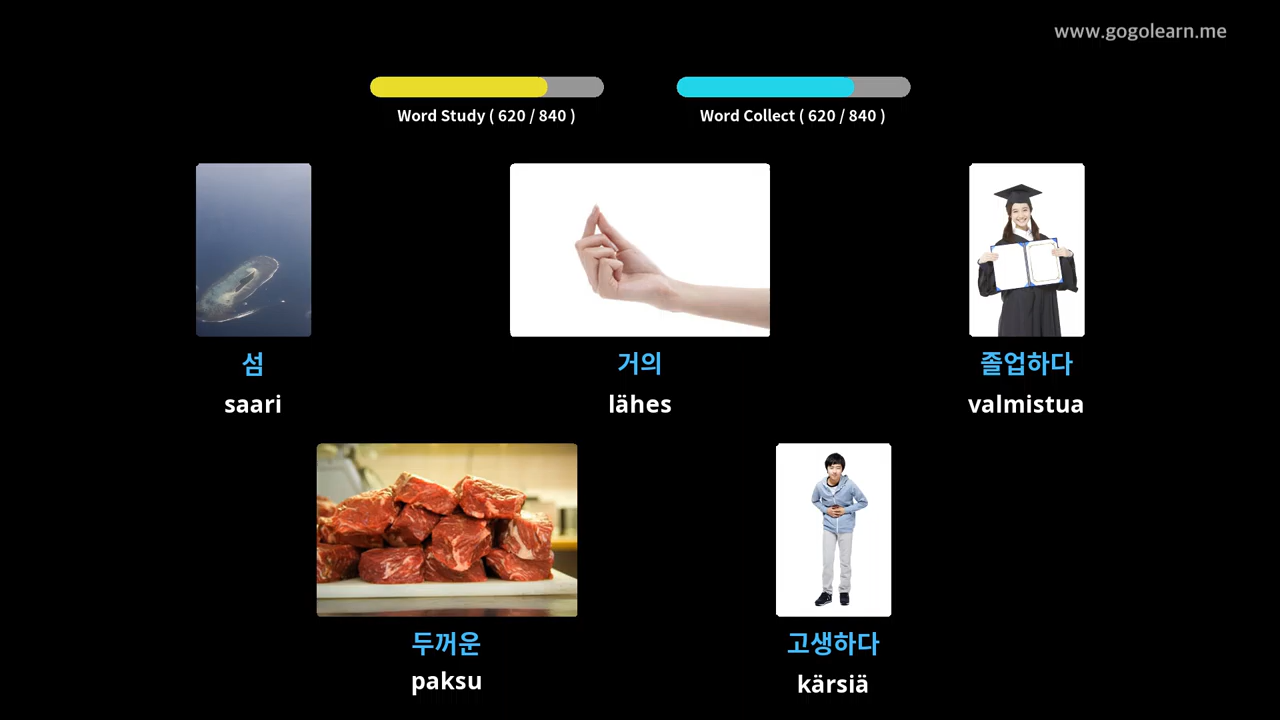 www.gogolearn.me
Word Study ( 620 / 840 )
Word Collect ( 620 / 840 )
섬
saari
거의
lähes
졸업하다
valmistua
두꺼운
paksu
고생하다
kärsiä